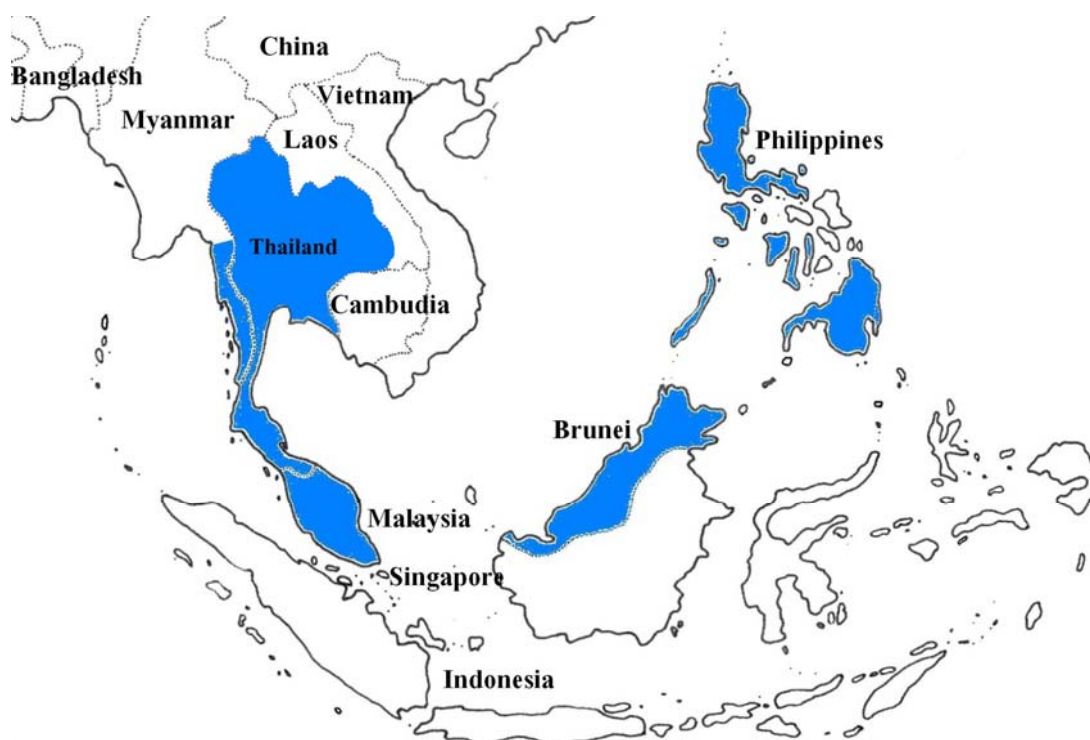 China
Bangladesh
Vietnam
Myanmar
Laos
Philippines
Thailand
Cambudia
Brunei
Malaysia
Singapore
Indonesia